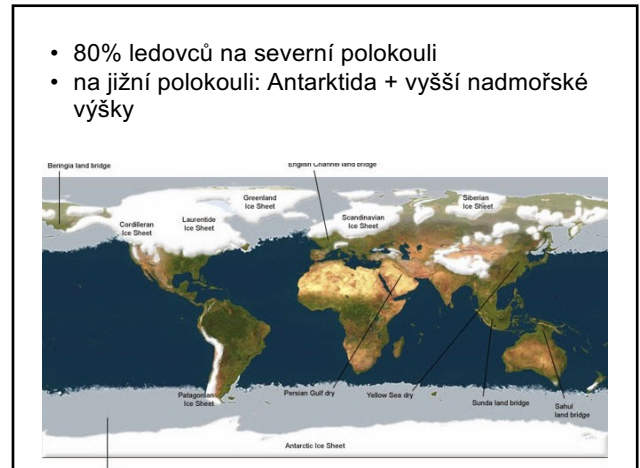 • 80% ledovců na severní polokouli
• na jižní polokouli: Antarktida + vyšší nadmořské
výšky
Beringia land bridge
English Channel land bridge
Greenland
Ice Sheet
Siberian
Ice Sheet
Laurentide
Ice Sheet
Scandinavian
Ice Sheet
Cordilleran
Ice Sheet
Patagonian
Ice Sheet
Persian Gulf dry
Yellow Sea dry
Sunda land bridge
Sahul
land bridge
Antarctic Ice Sheet